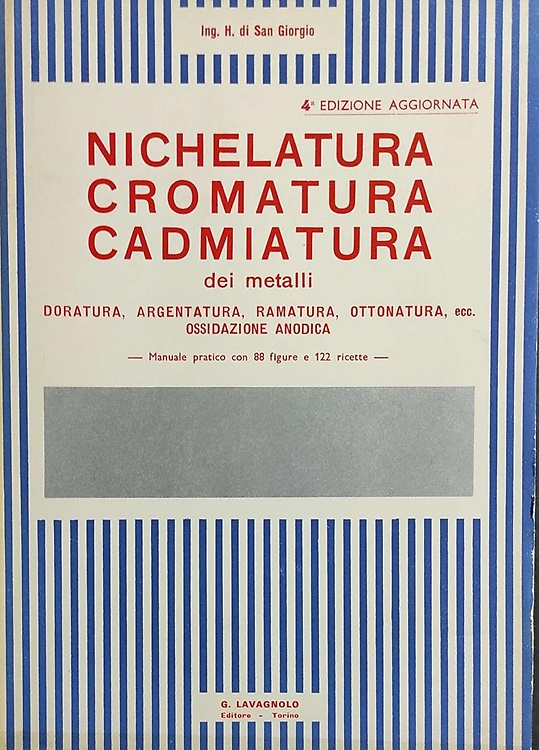 Ing. H. di San Giorgio
4ª EDIZIONE AGGIORNATA
NICHELATURA
CROMATURA
CADMIATURA
dei metalli
DORATURA, ARGENTATURA, RAMATURA, OTTONATURA, ecc.
OSSIDAZIONE ANODICA
— Manuale pratico con 88 figure e 122 ricette —
G. LAVAGNOLO
Editore - Torino